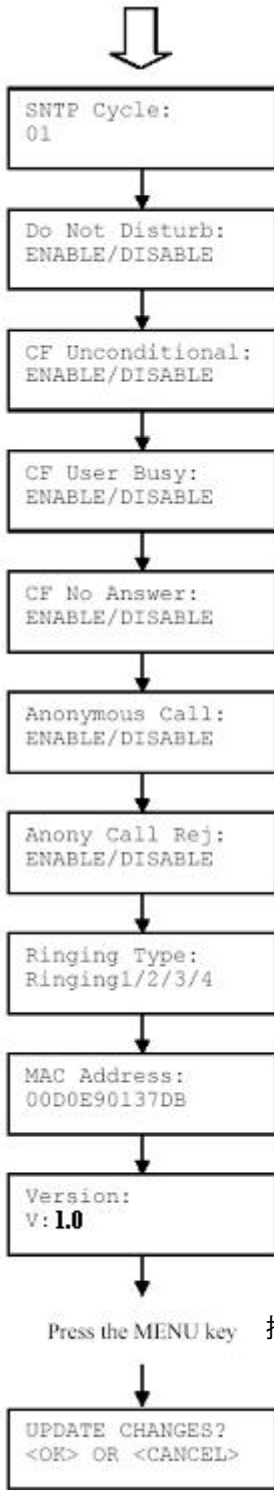 SNTP Cycle:
01
Do Not Disturb:
ENABLE/DISABLE
CF Unconditional:
ENABLE/DISABLE
CF User Busy:
ENABLE/DISABLE
CF No Answer:
ENABLE/DISABLE
Anonymous Call:
ENABLE/DISABLE
Anony Call Rej:
ENABLE/DISABLE
Ringing Type:
Ringing1/2/3/4
MAC Address:
00D0E90137DB
Version:
V:1.0
Press the MENU key
UPDATE CHANGES?
<OK> OR <CANCEL>